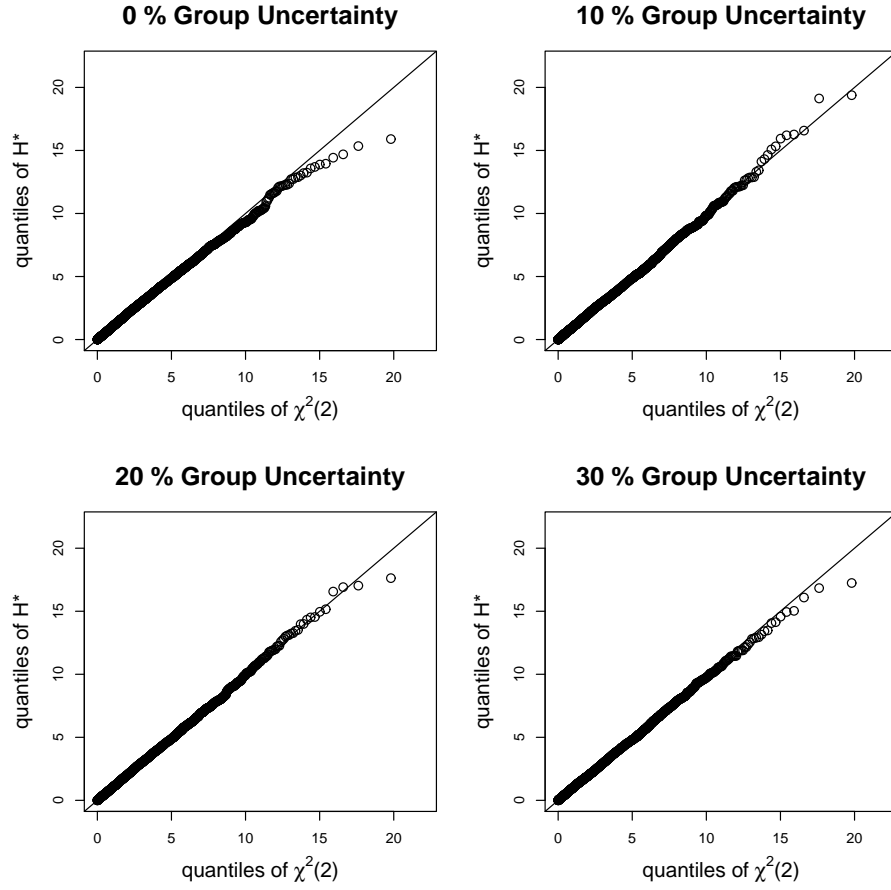 0 % Group Uncertainty
quantiles of H*
20
15
10
5
0
0 5 10 15 20
quantiles of χ²(2)
10 % Group Uncertainty
quantiles of H*
20
15
10
5
0
0 5 10 15 20
quantiles of χ²(2)
20 % Group Uncertainty
quantiles of H*
20
15
10
5
0
0 5 10 15 20
quantiles of χ²(2)
30 % Group Uncertainty
quantiles of H*
20
15
10
5
0
0 5 10 15 20
quantiles of χ²(2)